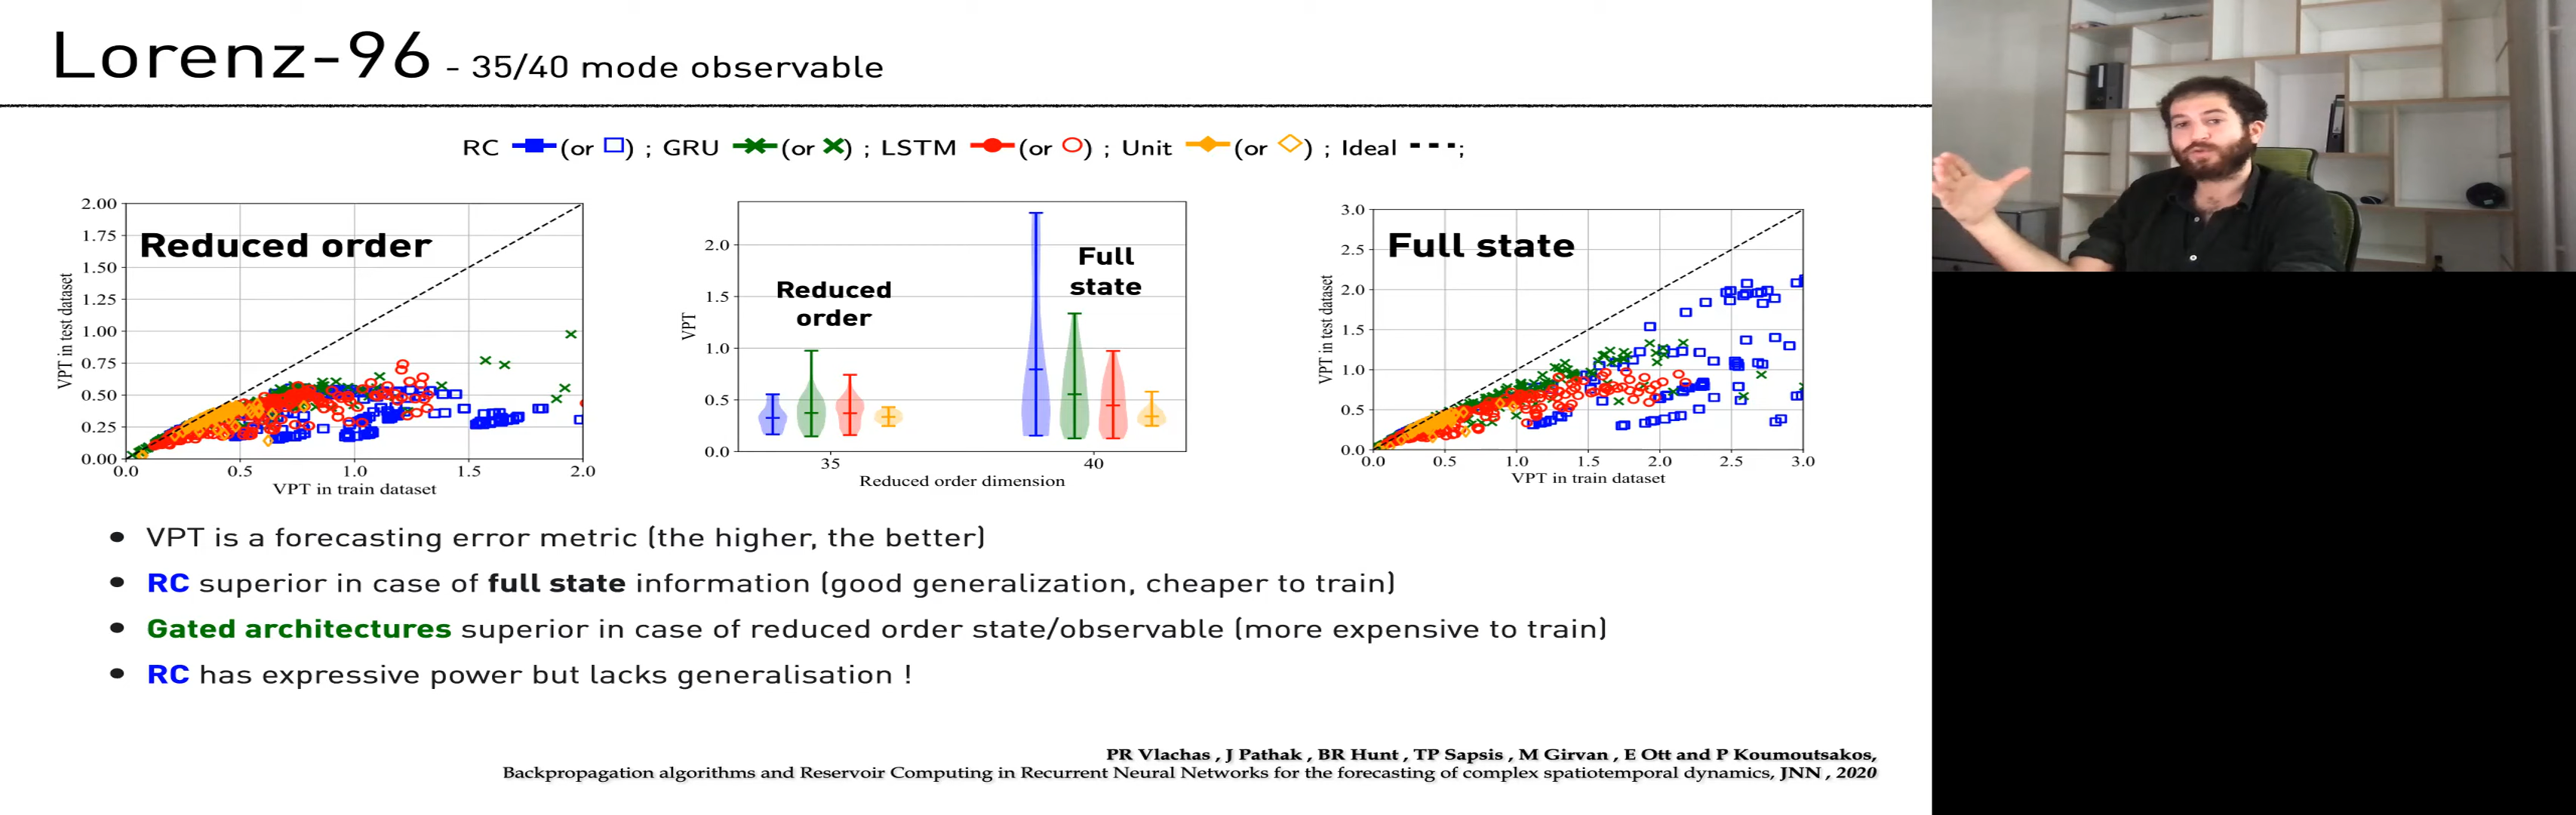 Lorenz-96 - 35/40 mode observable
RC (or ) ; GRU (or ) ; LSTM (or ) ; Unit (or ) ; Ideal ;
Reduced order
VPT in test dataset
2.00
1.75
1.50
1.25
1.00
0.75
0.50
0.25
0.00
0.0 0.5 1.0 1.5 2.0
VPT in train dataset
Reduced
order
Full
state
VPT
2.0
1.5
1.0
0.5
0.0
35 40
Reduced order dimension
Full state
VPT in test dataset
3.0
2.5
2.0
1.5
1.0
0.5
0.0
0.0 0.5 1.0 1.5 2.0 2.5 3.0
VPT in train dataset
• VPT is a forecasting error metric (the higher, the better)
• RC superior in case of full state information (good generalization, cheaper to train)
• Gated architectures superior in case of reduced order state/observable (more expensive to train)
• RC has expressive power but lacks generalisation !
PR Vlachas , J Pathak , BR Hunt , TP Sapsis , M Girvan , E Ott and P Koumoutsakos,
Backpropagation algorithms and Reservoir Computing in Recurrent Neural Networks for the forecasting of complex spatiotemporal dynamics, JNN , 2020